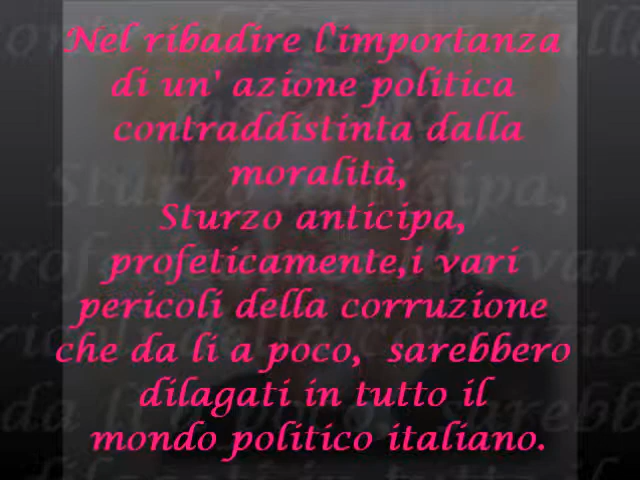 Nel ribadire l'importanza
di un' azione politica
contraddistinta dalla
moralità,
Sturzo anticipa,
profeticamente,i vari
pericoli della corruzione
che da li a poco, sarebbero
dilagati in tutto il
mondo politico italiano.